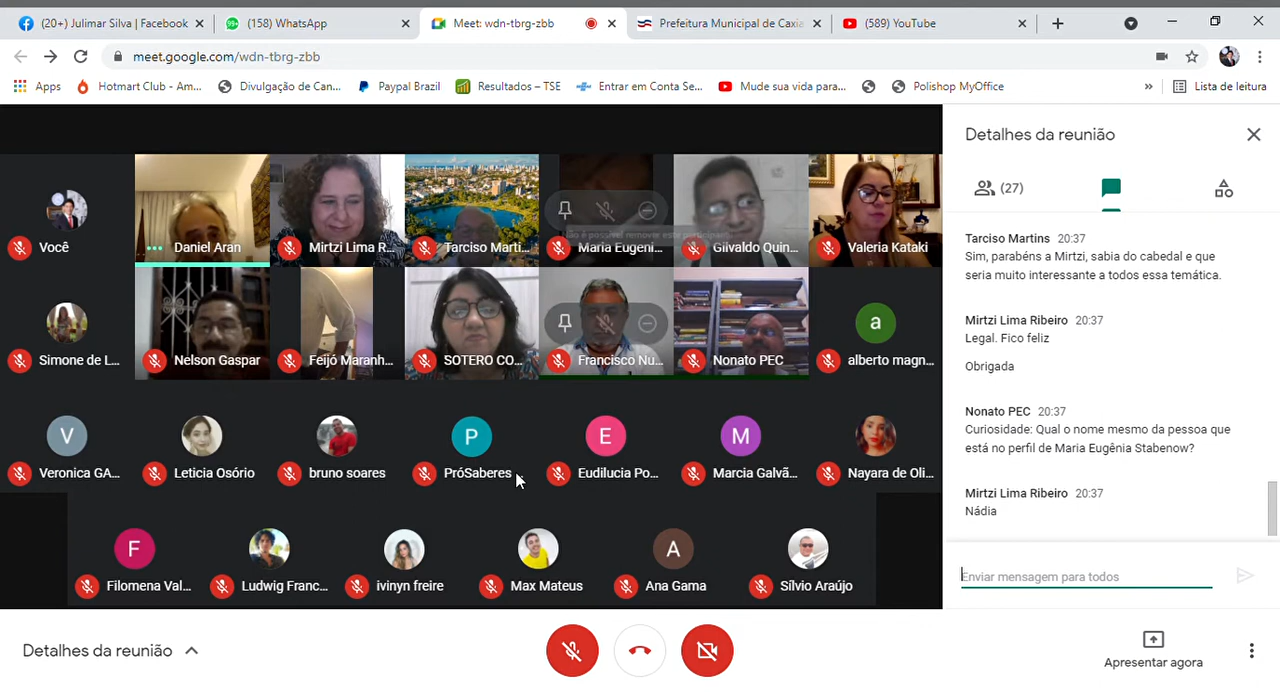 (20+) Julimar Silva | Facebook
(158) WhatsApp
Meet: wdn-tbrg-zbb
Prefeitura Municipal de Caxia
(589) YouTube
meet.google.com/wdn-tbrg-zbb
Apps
Hotmart Club - Am...
Divulgação de Can...
Paypal Brazil
Resultados – TSE
Entrar em Conta Se...
Mude sua vida para...
Polishop MyOffice
»
Lista de leitura
Você
Daniel Aran
Mirtzi Lima R...
Tarciso Marti...
Não é possível remover este participante
Maria Eugêni...
Gilvaldo Quin...
Valeria Kataki
Simone de L...
Nelson Gaspar
Feijó Maranh...
SOTERO CO...
Francisco Nu...
Nonato PEC
a
alberto magn...
V
Veronica GA...
Leticia Osório
bruno soares
P
PróSaberes
E
Eudilucia Po...
M
Marcia Galvã...
Nayara de Oli...
F
Filomena Val...
Ludwig Franc...
ivinyn freire
Max Mateus
A
Ana Gama
Sílvio Araújo
Detalhes da reunião
(27)
Tarciso Martins 20:37
Sim, parabéns a Mirtzi, sabia do cabedal e que
seria muito interessante a todos essa temática.
Mirtzi Lima Ribeiro 20:37
Legal. Fico feliz
Obrigada
Nonato PEC 20:37
Curiosidade: Qual o nome mesmo da pessoa que
está no perfil de Maria Eugênia Stabenow?
Mirtzi Lima Ribeiro 20:37
Nádia
Enviar mensagem para todos
Detalhes da reunião
Apresentar agora